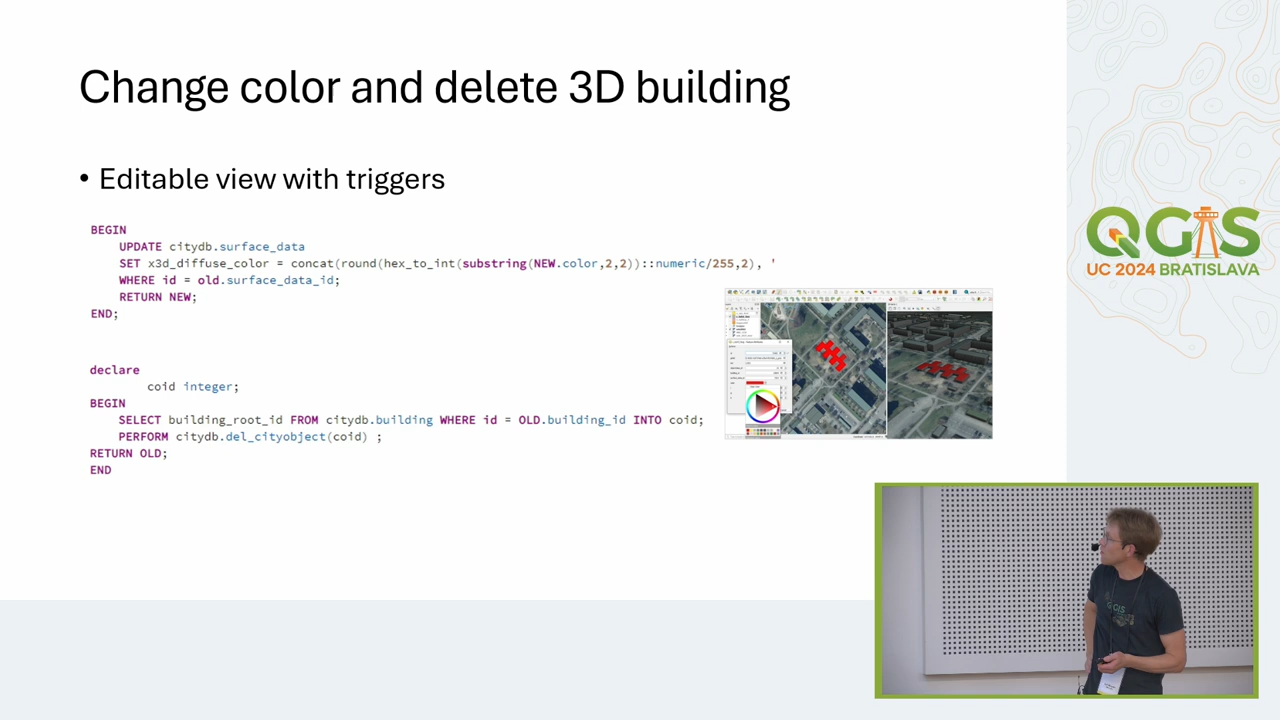 Change color and delete 3D building
• Editable view with triggers
BEGIN
UPDATE citydb.surface_data
SET x3d_diffuse_color = concat(round(hex_to_int(substring(NEW.color,2,2))::numeric/255,2), '
WHERE id = old.surface_data_id;
RETURN NEW;
END;
declare
coid integer;
BEGIN
SELECT building_root_id FROM citydb.building WHERE id = OLD.building_id INTO coid;
PERFORM citydb.del_cityobject(coid) ;
RETURN OLD;
END
QGIS
UC 2024 BRATISLAVA